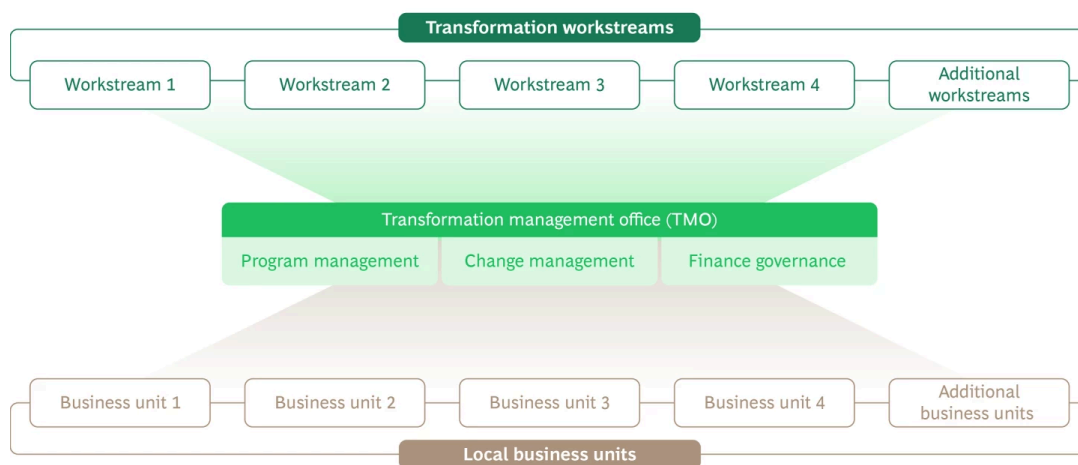 Transformation workstreams
Workstream 1
Workstream 2
Workstream 3
Workstream 4
Additional
workstreams
Transformation management office (TMO)
Program management
Change management
Finance governance
Business unit 1
Business unit 2
Business unit 3
Business unit 4
Additional
business units
Local business units